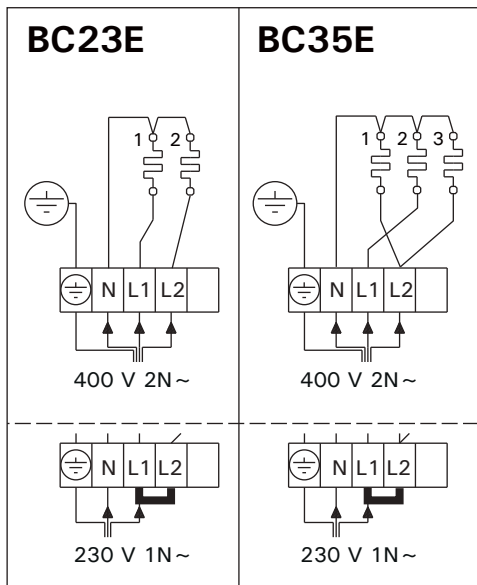 BC23E
1 2
N L1 L2
400 V 2N~
N L1 L2
230 V 1N~
BC35E
1 2 3
N L1 L2
400 V 2N~
N L1 L2
230 V 1N~